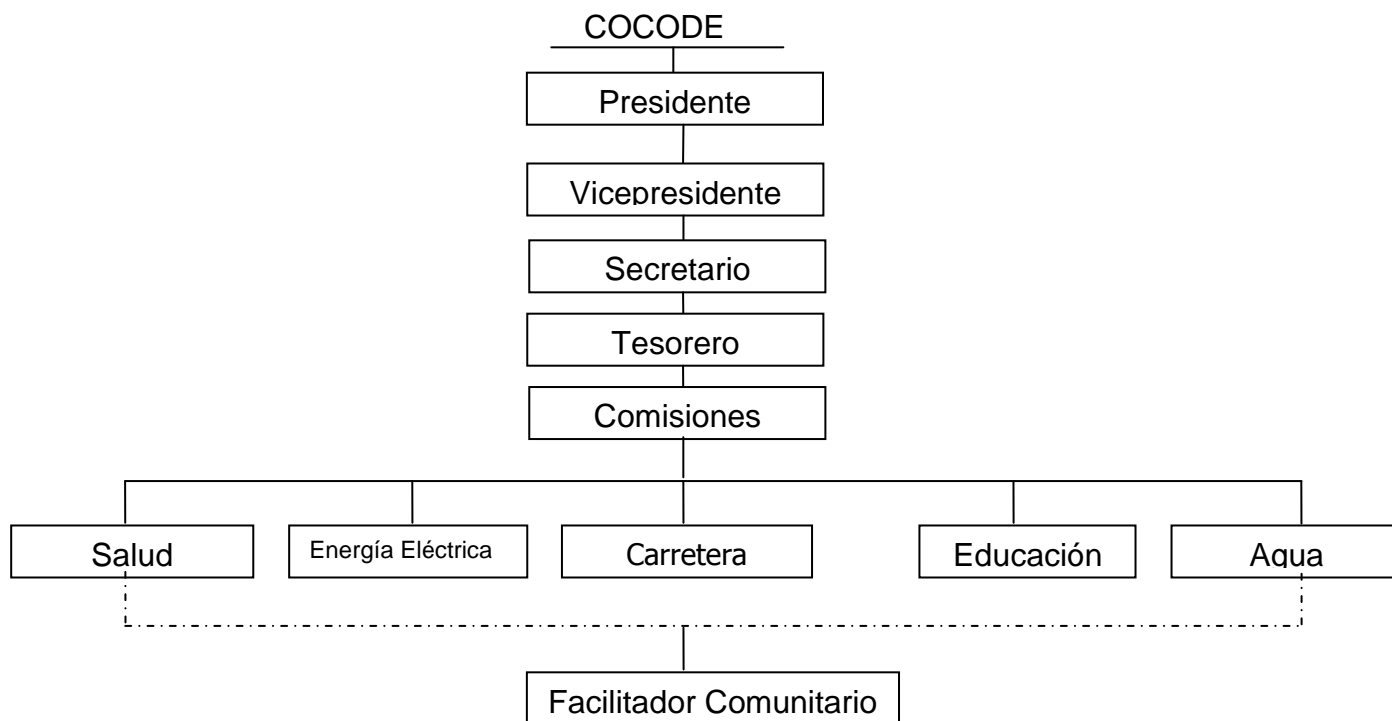 COCODE
Presidente
Vicepresidente
Secretario
Tesorero
Comisiones
Salud
Energía Eléctrica
Carretera
Educación
Agua
Facilitador Comunitario